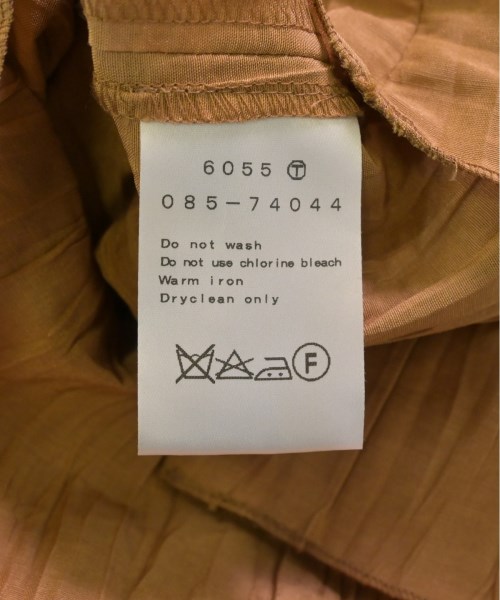 6055 Ⓣ
085-74044
Do not wash
Do not use chlorine bleach
Warm iron
Dryclean only
F